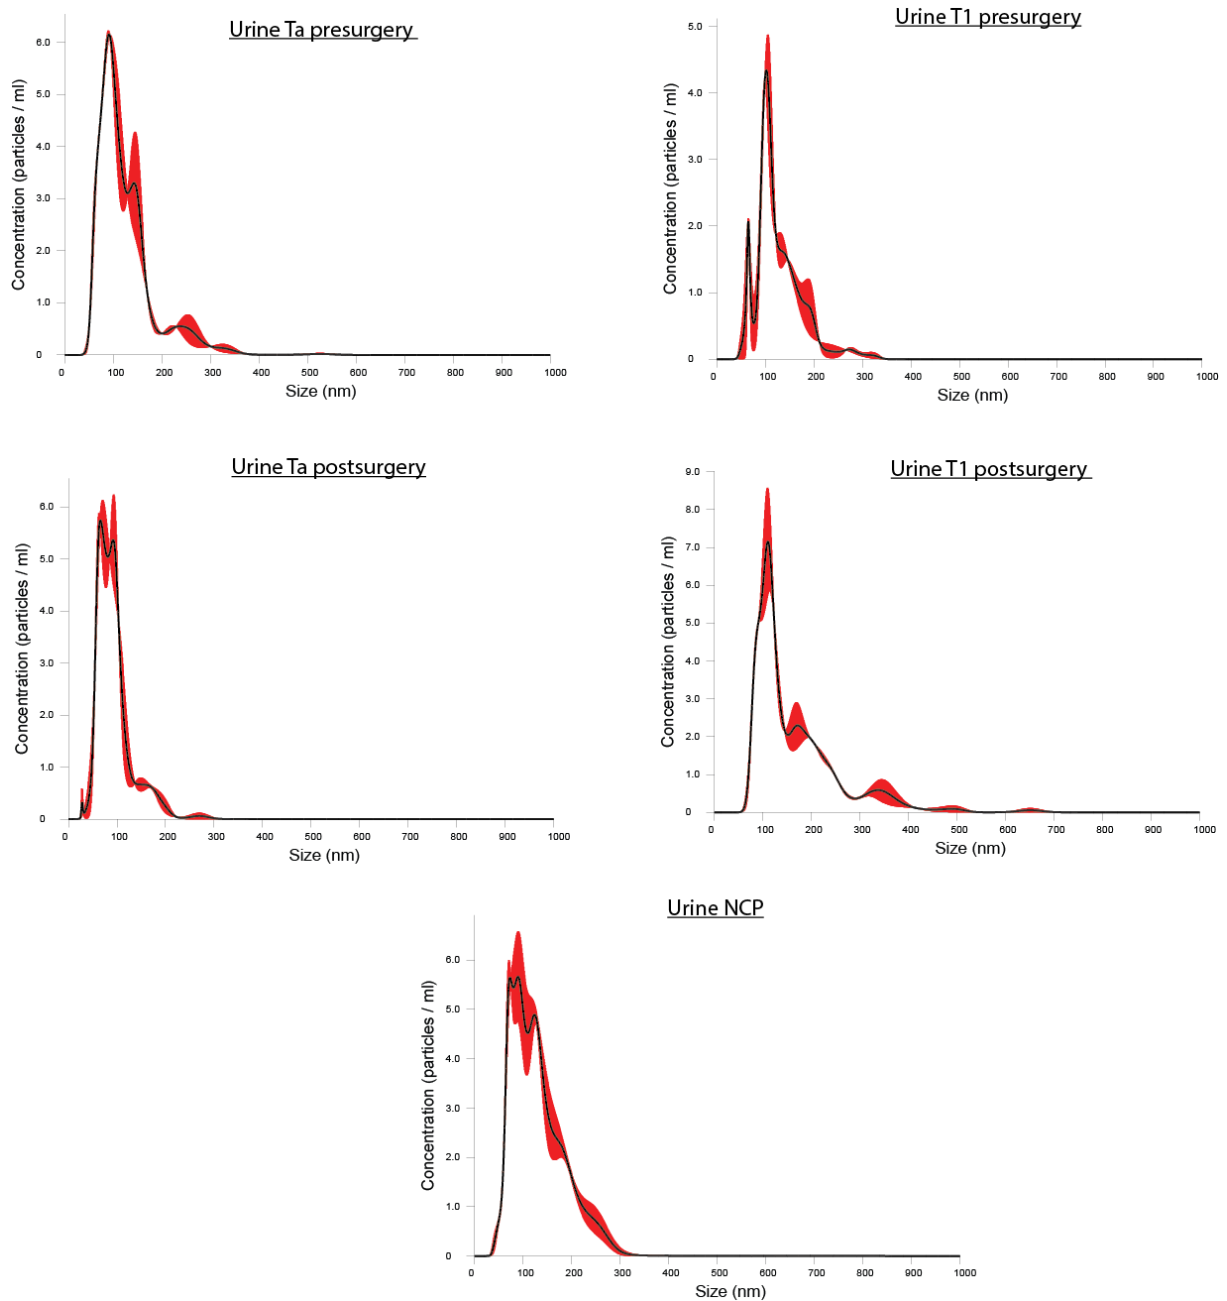 Urine Ta presurgery
Concentration (particles / ml)
6.0
5.0
4.0
3.0
2.0
1.0
0
0 100 200 300 400 500 600 700 800 900 1000
Size (nm)
Urine T1 presurgery
Concentration (particles / ml)
5.0
4.0
3.0
2.0
1.0
0
0 100 200 300 400 500 600 700 800 900 1000
Size (nm)
Urine Ta postsurgery
Concentration (particles / ml)
6.0
5.0
4.0
3.0
2.0
1.0
0
0 100 200 300 400 500 600 700 800 900 1000
Size (nm)
Urine T1 postsurgery
Concentration (particles / ml)
9.0
8.0
7.0
6.0
5.0
4.0
3.0
2.0
1.0
0
0 100 200 300 400 500 600 700 800 900 1000
Size (nm)
Urine NCP
Concentration (particles / ml)
6.0
5.0
4.0
3.0
2.0
1.0
0
0 100 200 300 400 500 600 700 800 900 1000
Size (nm)